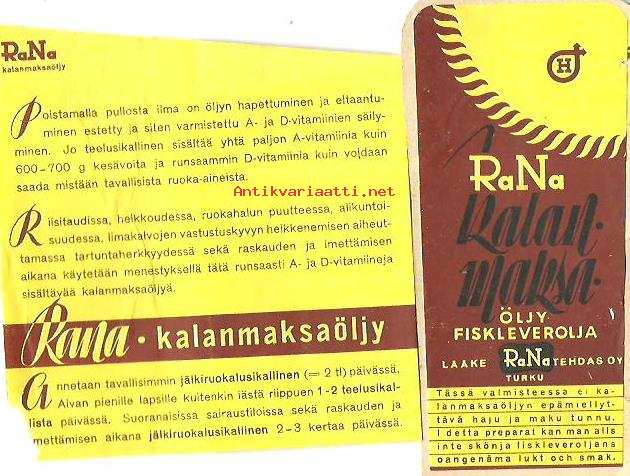 RaNa
kalanmaksaöljy
Poistamalla pullosta ilma on öljyn hapettuminen ja eltaantu-
minen estetty ja siten varmistettu A- ja D-vitamiinien säily-
minen. Jo teelusikallinen sisältää yhtä paljon A-vitamiinia kuin
600-700 g kesävoita ja runsaammin D-vitamiinia kuin voidaan
saada mistään tavallisista ruoka-aineista.
Antikvariaatti.net
Riisitaudissa, heikkoudessa, ruokahalun puutteessa, alikuntoi-
suudessa, limakalvojen vastustuskyvyn heikkenemisen aiheut-
tamassa tartuntaherkkyydessä sekä raskauden ja imettämisen
aikana käytetään menestyksellä tätä runsaasti A- ja D-vitamiineja
sisältävää kalanmaksaöljyä.
Rana · kalanmaksaöljy
Annetaan tavallisimmin jälkiruokalusikallinen (= 2 tl) päivässä.
Aivan pienille lapsille kuitenkin iästä riippuen 1-2 teelusikal-
lista päivässä. Suoranaisissa sairaustiloissa sekä raskauden ja
imettämisen aikana jälkiruokalusikallinen 2-3 kertaa päivässä.
H
RaNa
Kalan-
maksa-
ÖLJY
FISKLEVEROLJA
LÄÄKE RaNa TEHDAS OY
TURKU
Tässä valmisteessa ei ka-
lanmaksaöljyn epämiellyt-
tävä haju ja maku tunnu.
I detta preparat kan man alls
inte skönja fiskleveroljans
oangenäma lukt och smak.